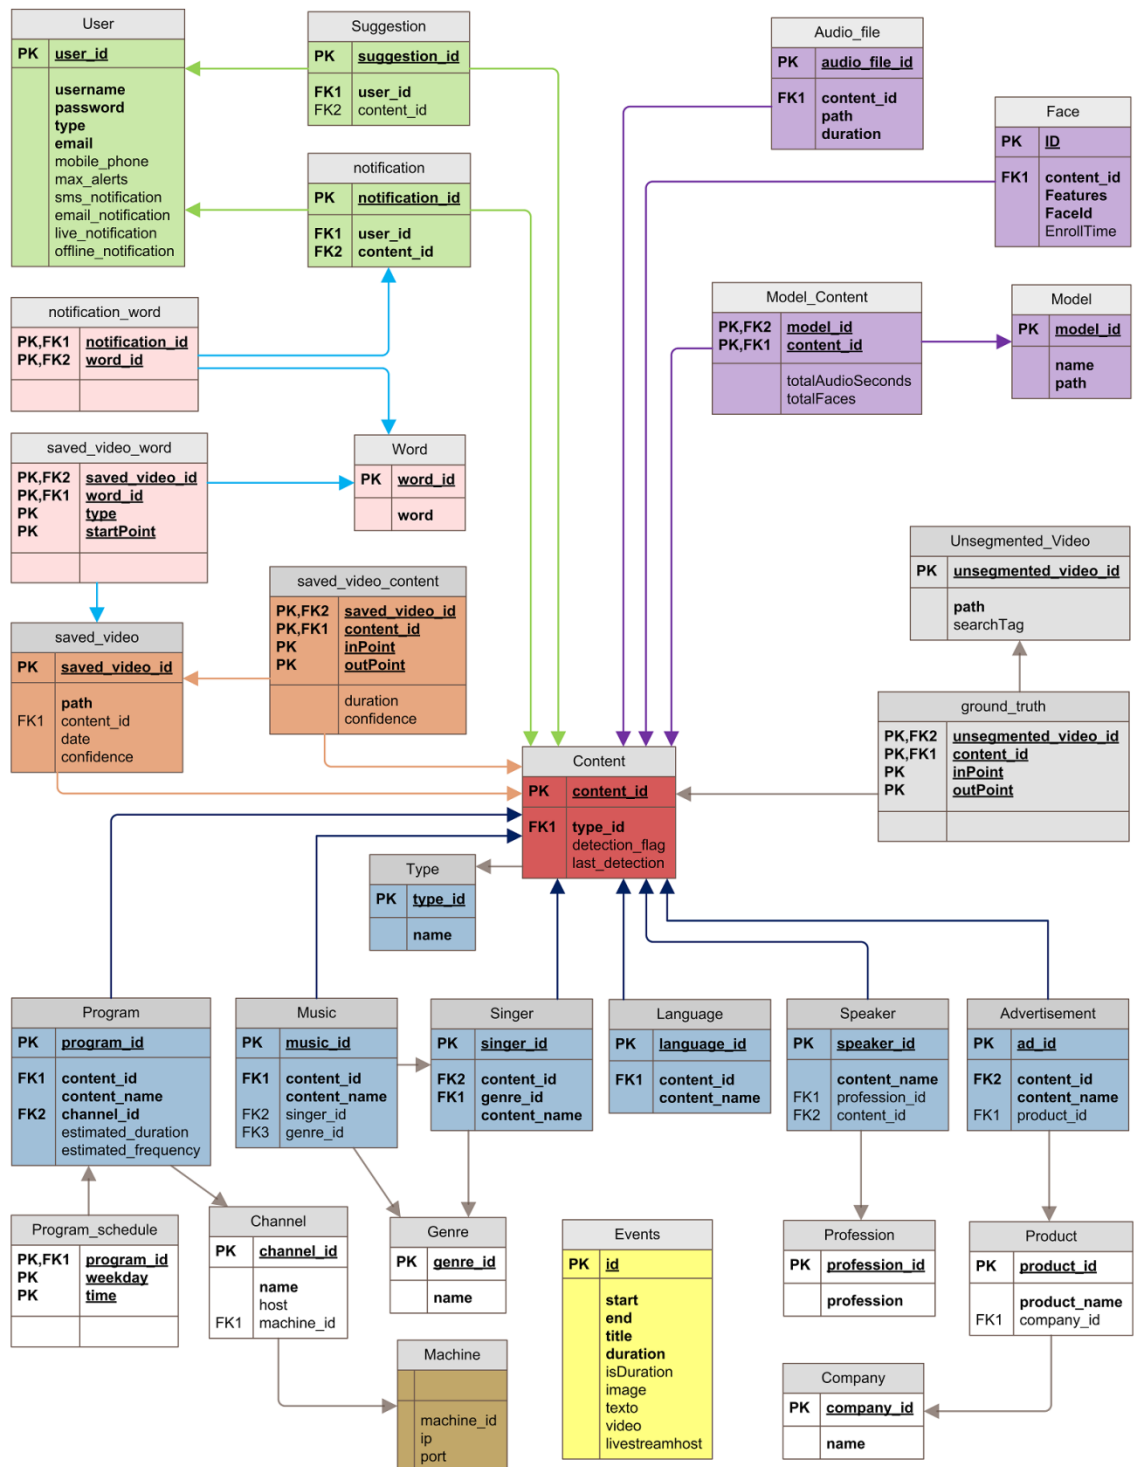 User
PK user_id
username
password
type
email
mobile_phone
max_alerts
sms_notification
email_notification
live_notification
offline_notification
Suggestion
PK suggestion_id
FK1 user_id
FK2 content_id
notification
PK notification_id
FK1 user_id
FK2 content_id
Audio_file
PK audio_file_id
FK1 content_id
path
duration
Face
PK ID
FK1 content_id
Features
FaceId
EnrollTime
notification_word
PK,FK1 notification_id
PK,FK2 word_id
Model_Content
PK,FK2 model_id
PK,FK1 content_id
totalAudioSeconds
totalFaces
Model
PK model_id
name
path
saved_video_word
PK,FK2 saved_video_id
PK,FK1 word_id
PK type
PK startPoint
Word
PK word_id
word
Unsegmented_Video
PK unsegmented_video_id
path
searchTag
saved_video_content
PK,FK2 saved_video_id
PK,FK1 content_id
PK inPoint
PK outPoint
duration
confidence
saved_video
PK saved_video_id
path
FK1 content_id
date
confidence
ground_truth
PK,FK2 unsegmented_video_id
PK,FK1 content_id
PK inPoint
PK outPoint
Content
PK content_id
FK1 type_id
detection_flag
last_detection
Type
PK type_id
name
Program
PK program_id
FK1 content_id
content_name
FK2 channel_id
estimated_duration
estimated_frequency
Music
PK music_id
FK1 content_id
content_name
FK2 singer_id
FK3 genre_id
Singer
PK singer_id
FK2 content_id
FK1 genre_id
content_name
Language
PK language_id
FK1 content_id
content_name
Speaker
PK speaker_id
content_name
FK1 profession_id
FK2 content_id
Advertisement
PK ad_id
FK2 content_id
content_name
FK1 product_id
Program_schedule
PK,FK1 program_id
PK weekday
PK time
Channel
PK channel_id
name
host
FK1 machine_id
Genre
PK genre_id
name
Events
PK id
start
end
title
duration
isDuration
image
texto
video
livestreamhost
Profession
PK profession_id
profession
Product
PK product_id
product_name
FK1 company_id
Machine
machine_id
ip
port
Company
PK company_id
name